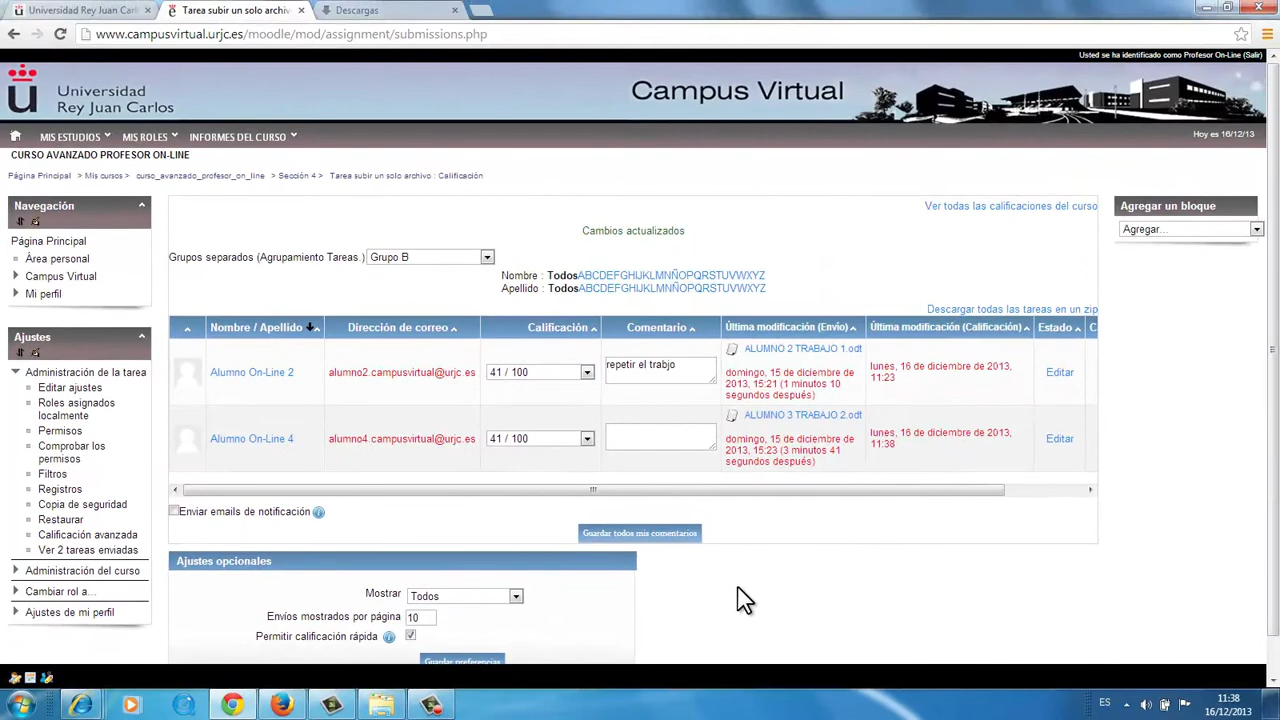 Universidad Rey Juan Carl
Tarea subir un solo archiv
Descargas
www.campusvirtual.urjc.es/moodle/mod/assignment/submissions.php
Usted se ha identificado como Profesor On-Line (Salir)
Universidad
Rey Juan Carlos
Campus Virtual
MIS ESTUDIOS
MIS ROLES
INFORMES DEL CURSO
Hoy es 16/12/13
CURSO AVANZADO PROFESOR ON-LINE
Página Principal > Mis cursos > curso_avanzado_profesor_on_line > Sección 4 > Tarea subir un solo archivo : Calificación
Navegación
Página Principal
Área personal
Campus Virtual
Mi perfil
Ajustes
Administración de la tarea
Editar ajustes
Roles asignados
localmente
Permisos
Comprobar los
permisos
Filtros
Registros
Copia de seguridad
Restaurar
Calificación avanzada
Ver 2 tareas enviadas
Administración del curso
Cambiar rol a...
Ajustes de mi perfil
Ver todas las calificaciones del curso
Cambios actualizados
Grupos separados (Agrupamiento Tareas.) Grupo B
Nombre : Todos ABCDEFGHIJKLMNÑOPQRSTUVWXYZ
Apellido : Todos ABCDEFGHIJKLMNÑOPQRSTUVWXYZ
Descargar todas las tareas en un zip
Nombre / Apellido Dirección de correo Calificación Comentario Última modificación (Envío) Última modificación (Calificación) Estado C
Alumno On-Line 2 alumno2.campusvirtual@urjc.es 41 / 100 repetir el trabjo
ALUMNO 2 TRABAJO 1.odt
domingo, 15 de diciembre de
2013, 15:21 (1 minutos 10
segundos después)
lunes, 16 de diciembre de 2013,
11:23
Editar
Alumno On-Line 4 alumno4.campusvirtual@urjc.es 41 / 100
ALUMNO 3 TRABAJO 2.odt
domingo, 15 de diciembre de
2013, 15:23 (3 minutos 41
segundos después)
lunes, 16 de diciembre de 2013,
11:38
Editar
Enviar emails de notificación
Guardar todos mis comentarios
Ajustes opcionales
Mostrar Todos
Envíos mostrados por página 10
Permitir calificación rápida
Guardar preferencias
Agregar un bloque
Agregar...
ES
11:38
16/12/2013